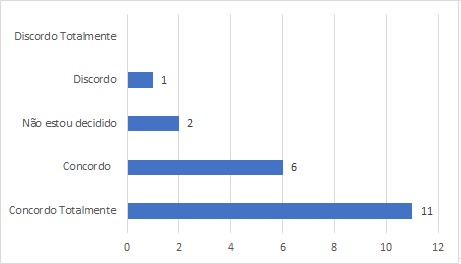 Discordo Totalmente
Discordo 1
Não estou decidido 2
Concordo 6
Concordo Totalmente 11
0 2 4 6 8 10 12